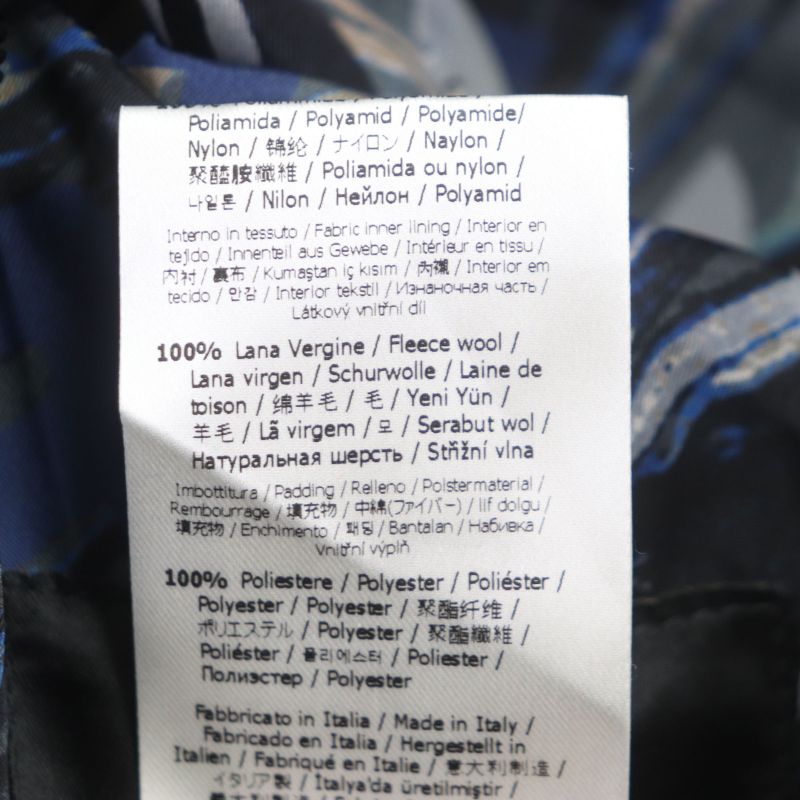 Poliamida / Polyamid / Polyamide/
Nylon / 锦纶 / ナイロン / Naylon /
聚醯胺纖維 / Poliamida ou nylon /
나일론 / Nilon / Нейлон / Polyamid
Interno in tessuto / Fabric inner lining / Interior en
tejido / Innenteil aus Gewebe / Intérieur en tissu /
内衬 / 裏布 / Kumaştan iç kısım / 內襯 / Interior em
tecido / 안감 / Interior tekstil / Изнаночная часть /
Látkový vnitřní díl
100% Lana Vergine / Fleece wool /
Lana virgen / Schurwolle / Laine de
toison / 绵羊毛 / 毛 / Yeni Yün /
羊毛 / Lã virgem / 모 / Serabut wol /
Натуральная шерсть / Střižní vlna
Imbottitura / Padding / Relleno / Polstermaterial /
Rembourrage / 填充物 / 中綿(ファイバー) / lif dolgu /
填充物 / Enchimento / 패딩 / Bantalan / Набивка /
Vnitřní výplň
100% Poliestere / Polyester / Poliéster /
Polyester / Polyester / 聚酯纤维 /
ポリエステル / Polyester / 聚酯纖維 /
Poliéster / 폴리에스터 / Poliester /
Полиэстер / Polyester
Fabbricato in Italia / Made in Italy /
Fabricado en Italia / Hergestellt in
Italien / Fabriqué en Italie / 意大利制造 /
イタリア製 / İtalya'da üretilmiştir /